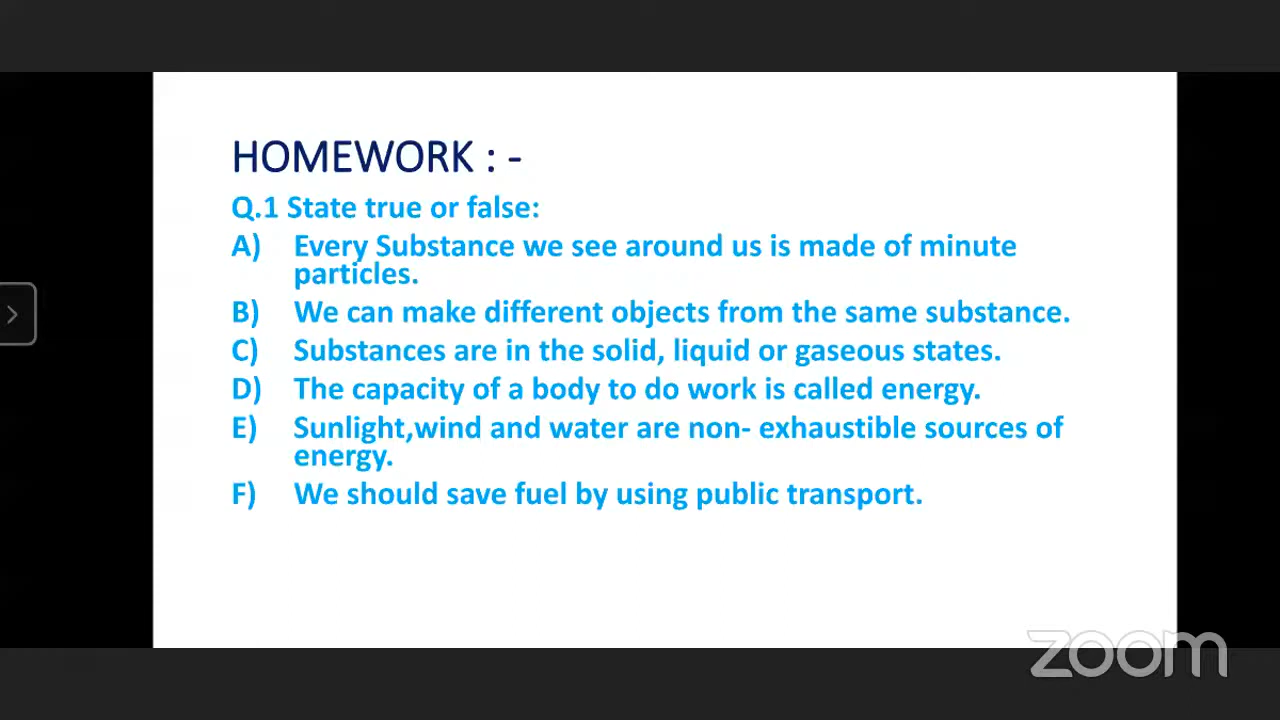 HOMEWORK : -
Q.1 State true or false:
A) Every Substance we see around us is made of minute
particles.
B) We can make different objects from the same substance.
C) Substances are in the solid, liquid or gaseous states.
D) The capacity of a body to do work is called energy.
E) Sunlight,wind and water are non- exhaustible sources of
energy.
F) We should save fuel by using public transport.
zoom